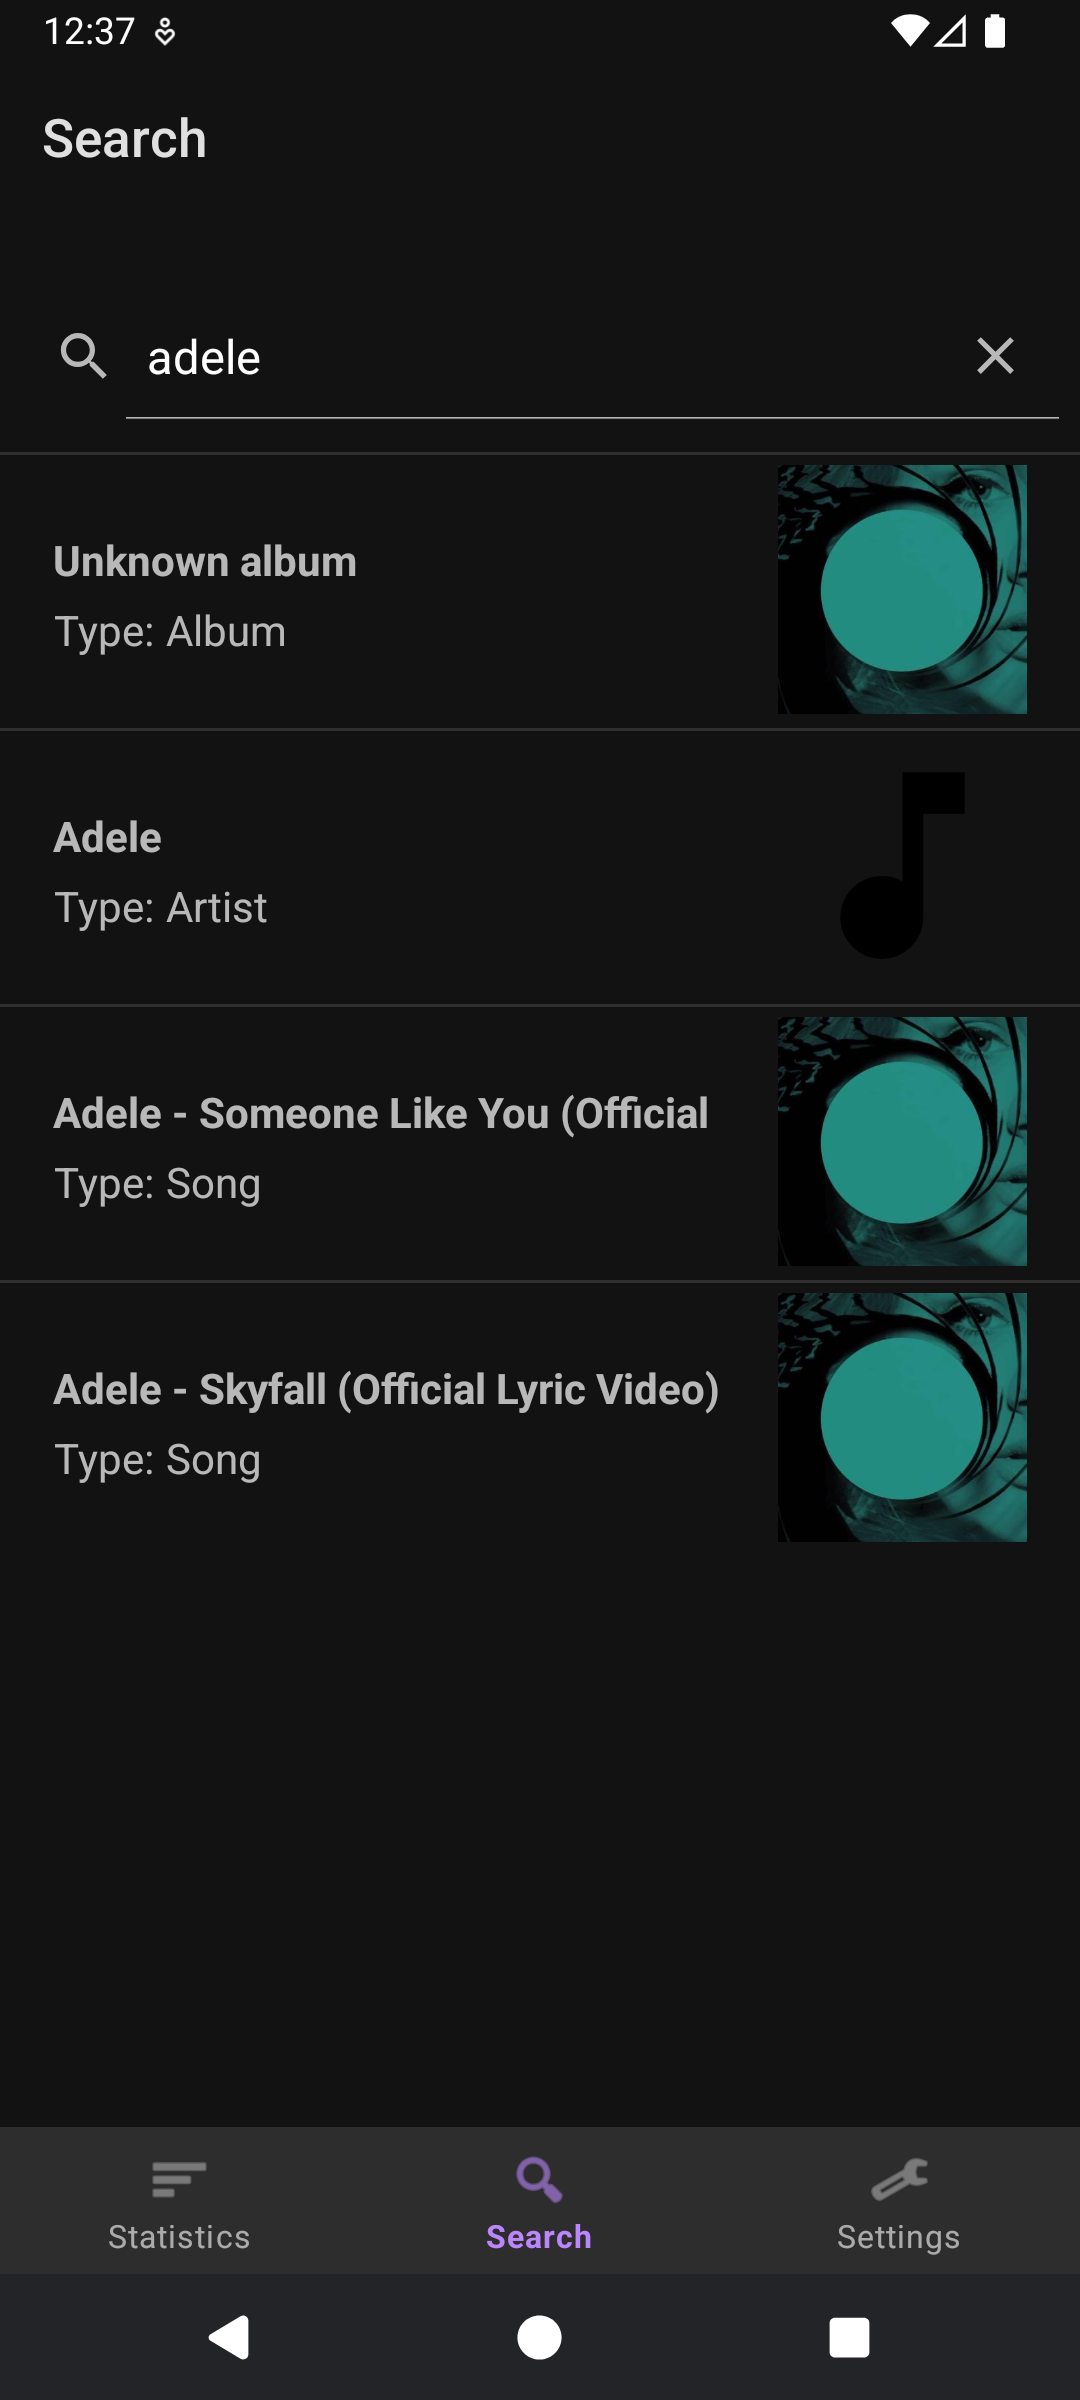 12:37
Search
adele
Unknown album
Type: Album
Adele
Type: Artist
Adele - Someone Like You (Official
Type: Song
Adele - Skyfall (Official Lyric Video)
Type: Song
Statistics
Search
Settings